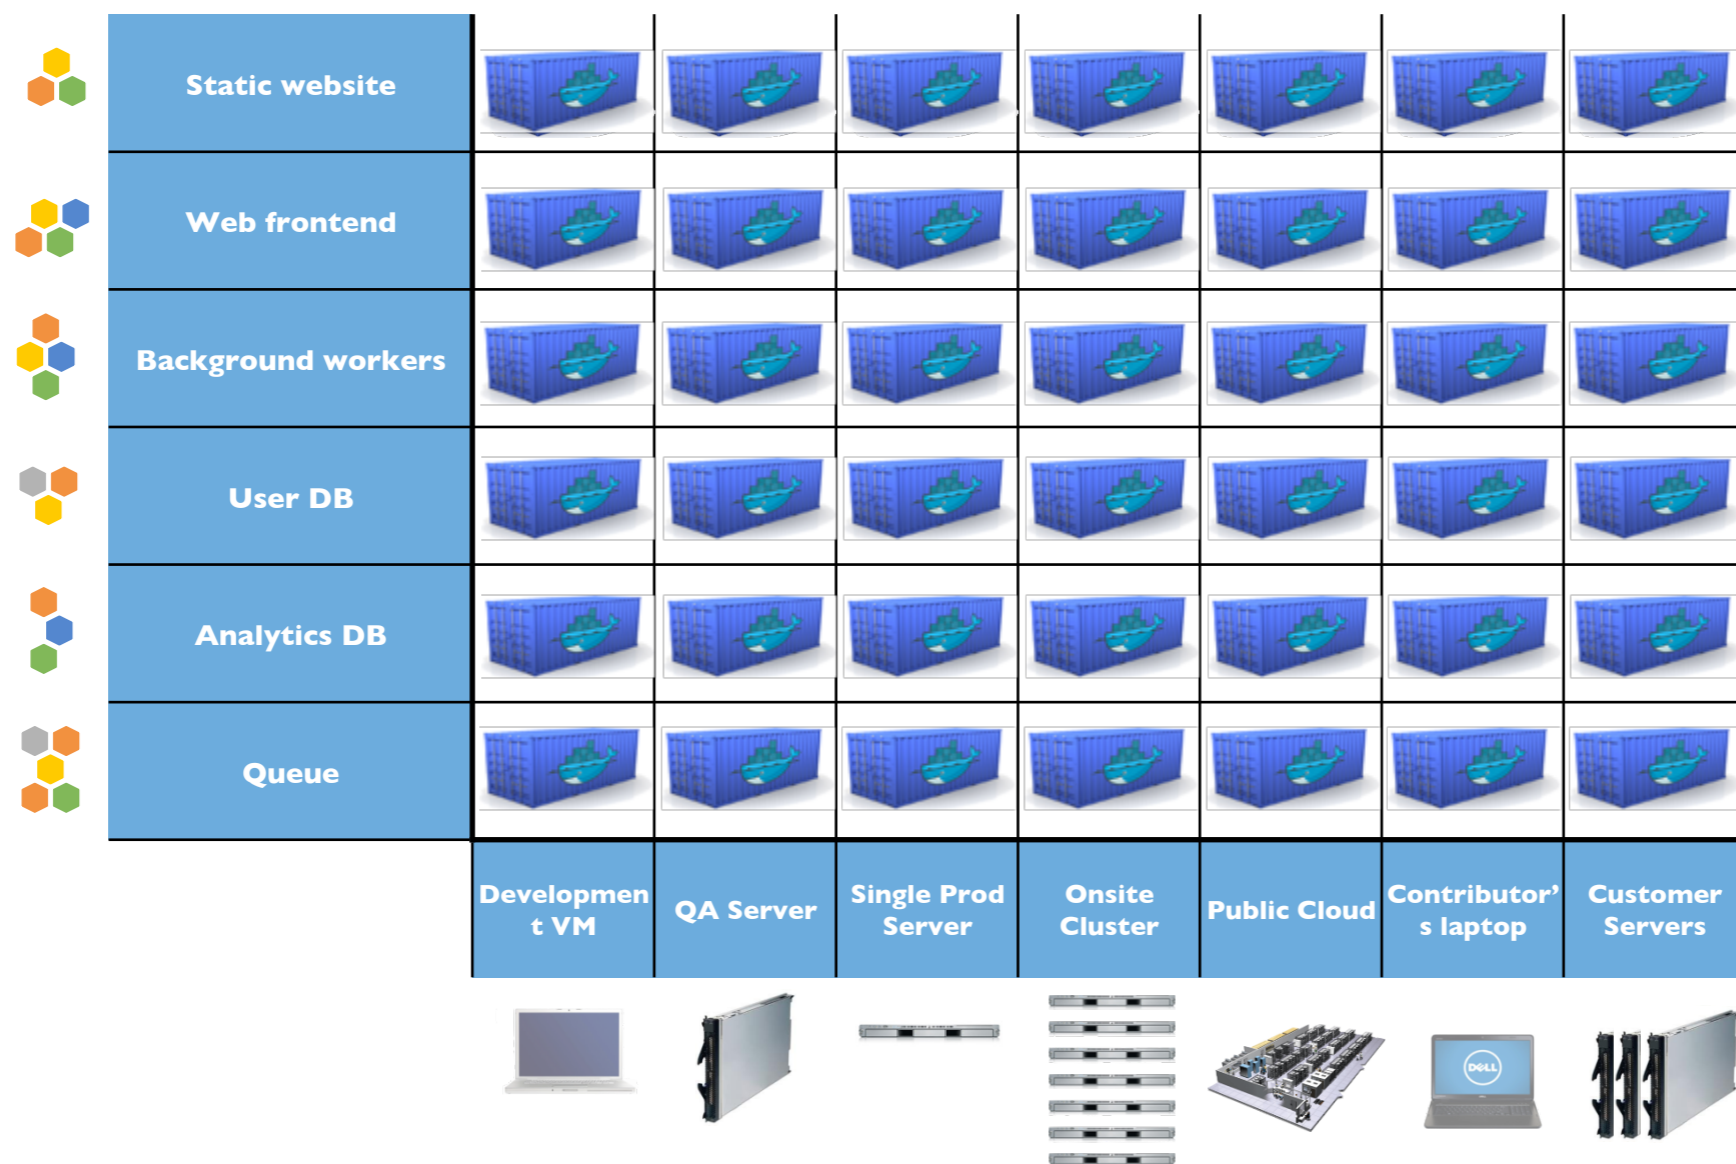 Static website
Web frontend
Background workers
User DB
Analytics DB
Queue
Developmen
t VM
QA Server
Single Prod
Server
Onsite
Cluster
Public Cloud
Contributor’
s laptop
Customer
Servers
DELL